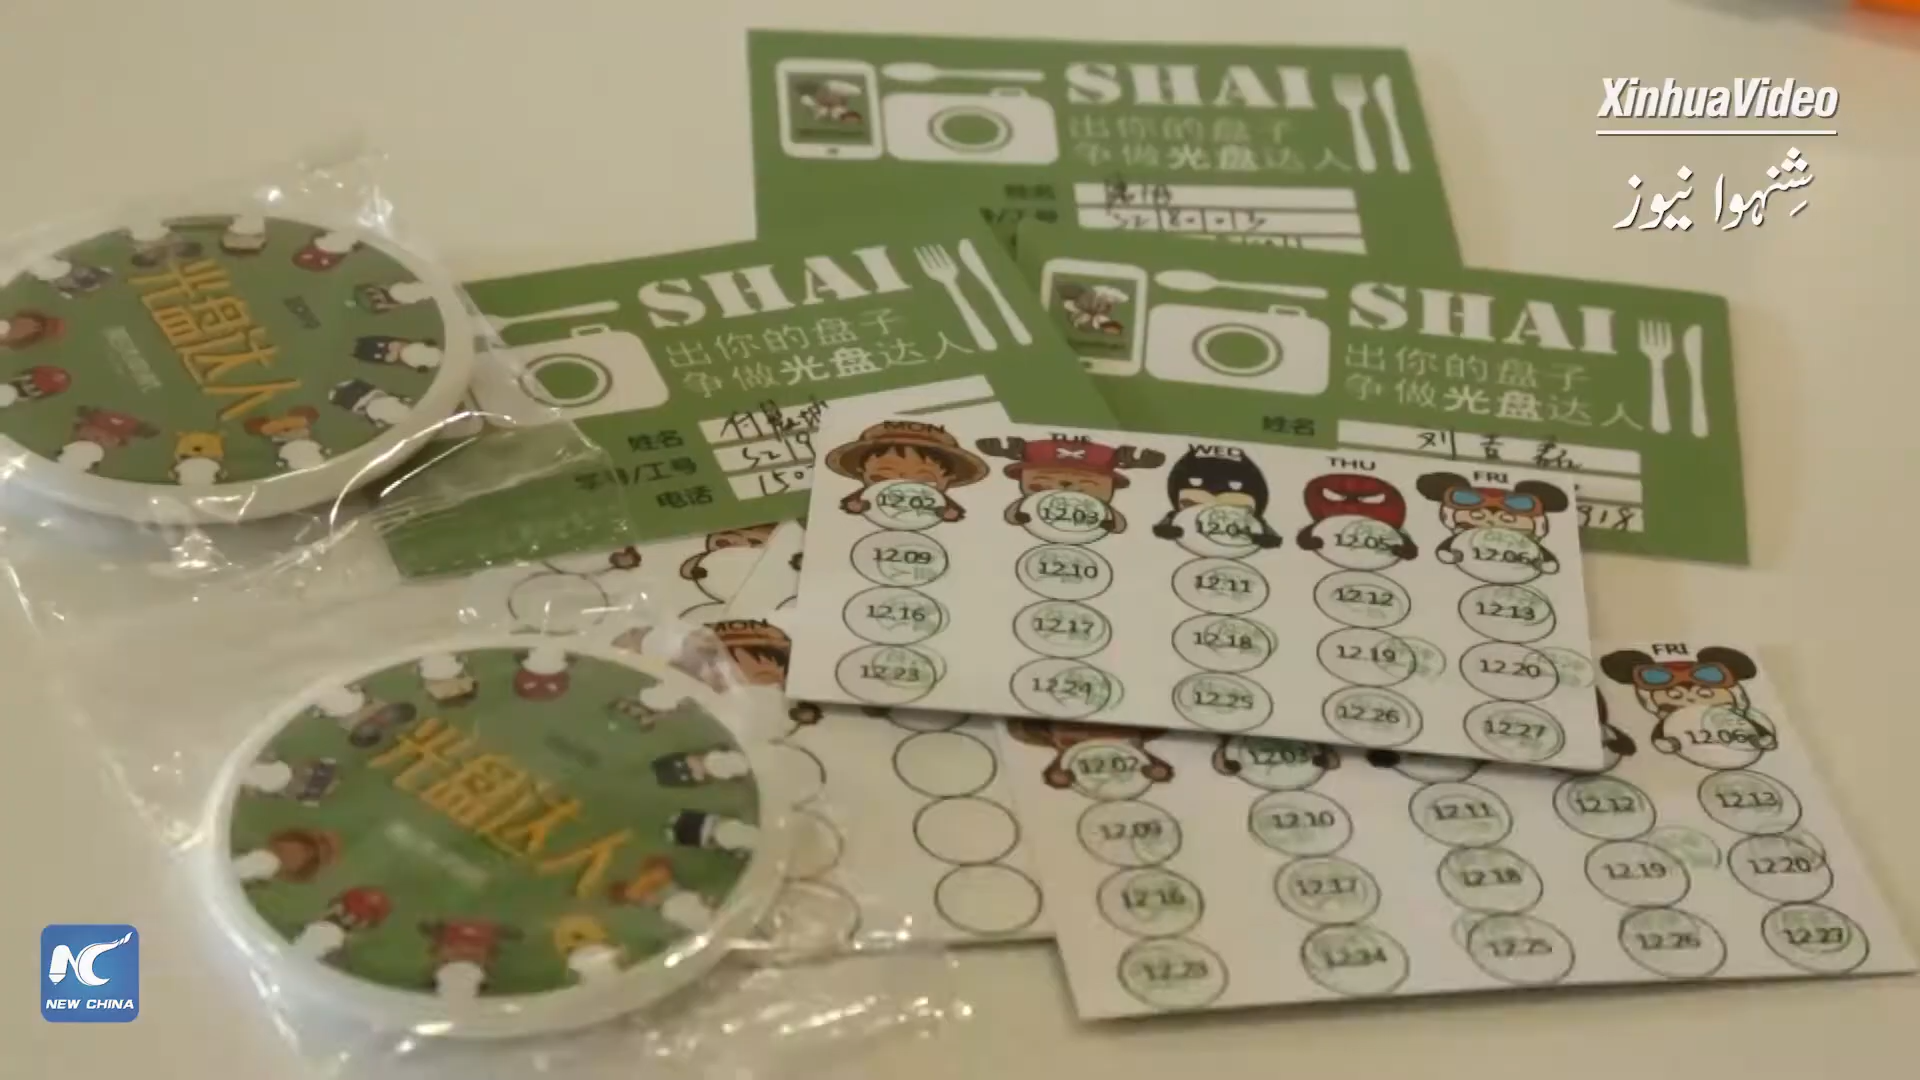 XinhuaVideo
شِنہوا نیوز
SHAI
出你的盘子
争做光盘达人
姓名
SHAI
出你的盘子
争做光盘达人
姓名
学号/工号
电话
SHAI
出你的盘子
争做光盘达人
姓名
刘
918
光盘达人
光盘达人
MON TUE WED THU FRI
12.02 12.03 12.04 12.05 12.06
12.09 12.10 12.11 12.12 12.13
12.16 12.17 12.18 12.19 12.20
12.23 12.24 12.25 12.26 12.27
MON
FRI
12.02 12.03 12.06
12.09 12.10 12.11 12.12 12.13
12.16 12.17 12.18 12.19 12.20
12.23 12.24 12.25 12.26 12.27
NEW CHINA